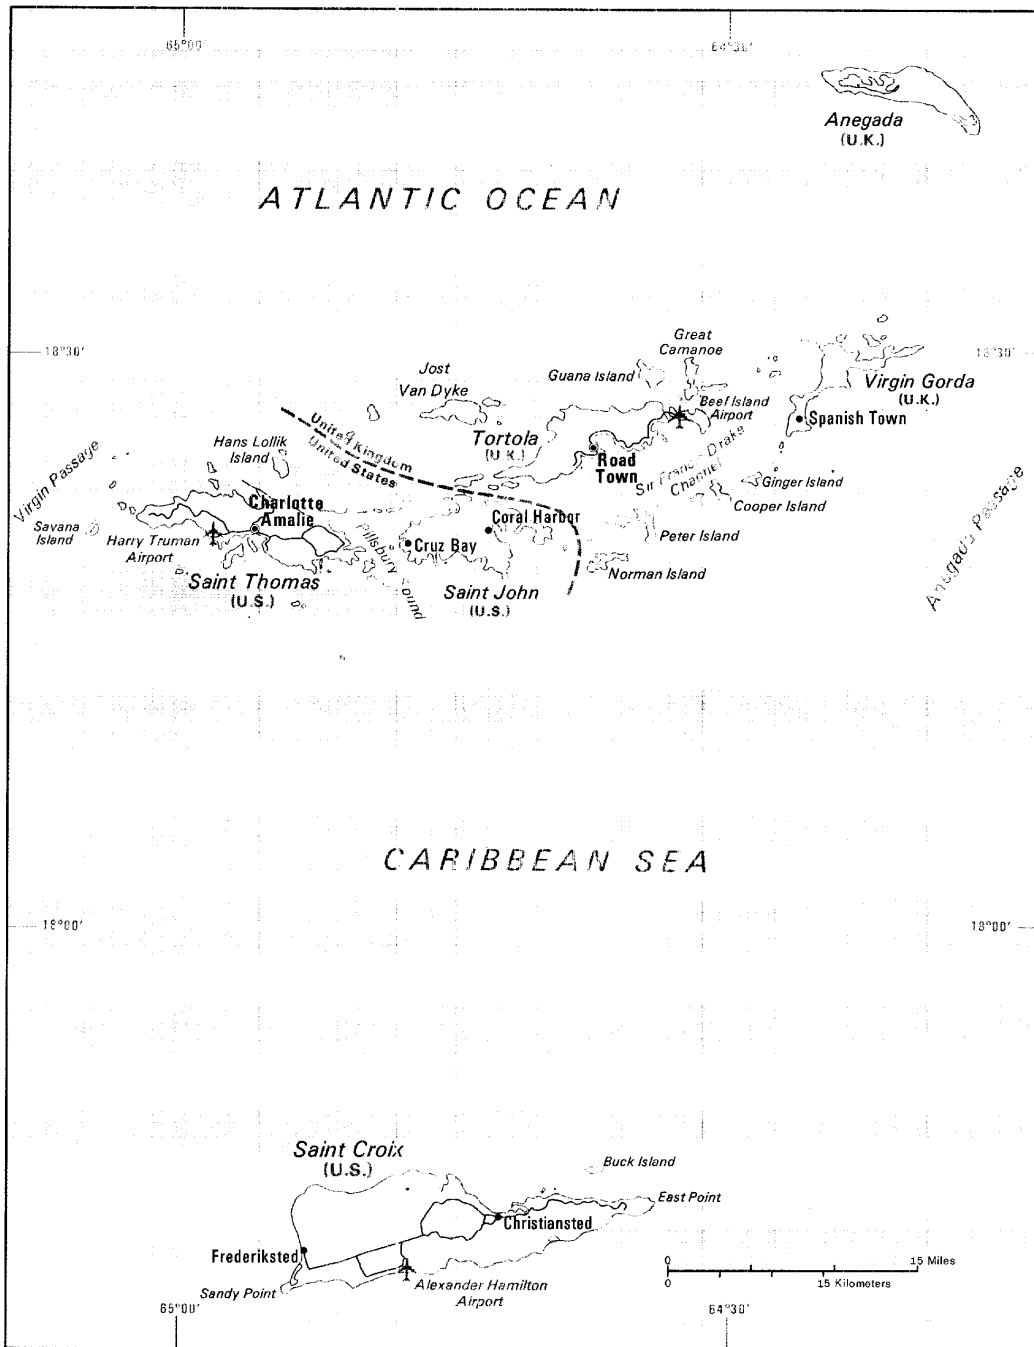 65°00'
64°30'
Anegada
(U.K.)
ATLANTIC OCEAN
18°30'
18°30'
Great
Camanoe
Jost
Van Dyke
Guana Island
Virgin Gorda
(U.K.)
Beef Island
Airport
Spanish Town
United Kingdom
United States
Tortola
(U.K.)
Hans Lollik
Island
Virgin Passage
Road
Town
Sir Francis Drake
Channel
Ginger Island
Cooper Island
Anegada Passage
Charlotte
Amalie
Savana
Island
Harry Truman
Airport
Coral Harbor
Peter Island
Pillsbury Sound
Cruz Bay
Norman Island
Saint Thomas
(U.S.)
Saint John
(U.S.)
CARIBBEAN SEA
18°00'
18°00'
Saint Croix
(U.S.)
Buck Island
East Point
Christiansted
Frederiksted
Sandy Point
Alexander Hamilton
Airport
0 15 Miles
0 15 Kilometers
65°00'
64°30'